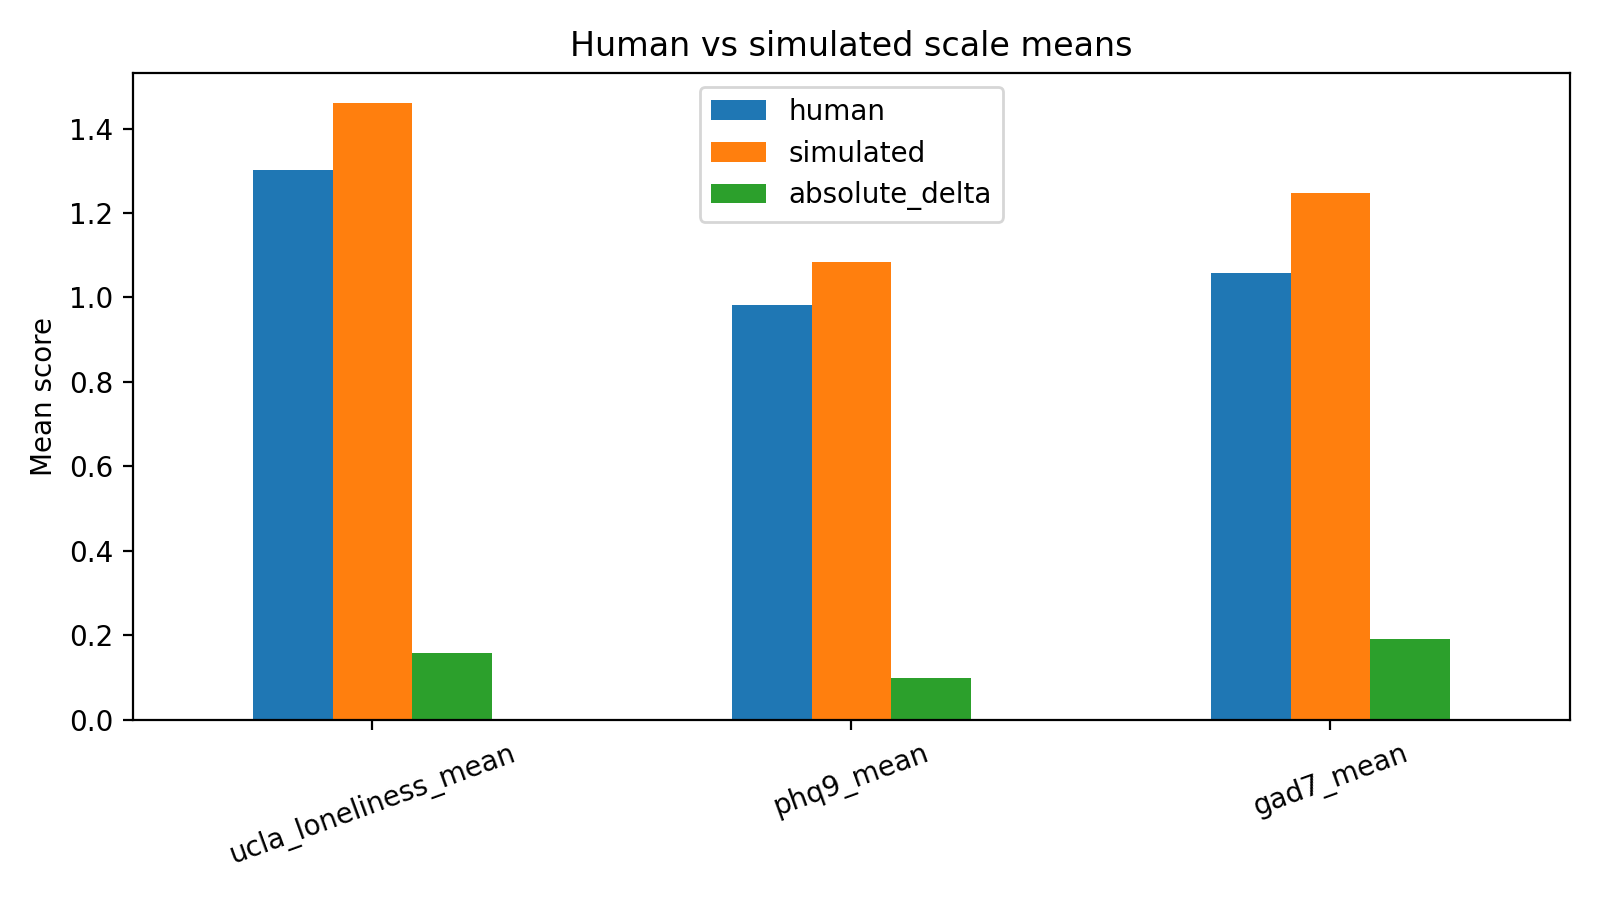 Human vs simulated scale means
human
simulated
absolute_delta
Mean score
1.4
1.2
1.0
0.8
0.6
0.4
0.2
0.0
ucla_loneliness_mean
phq9_mean
gad7_mean